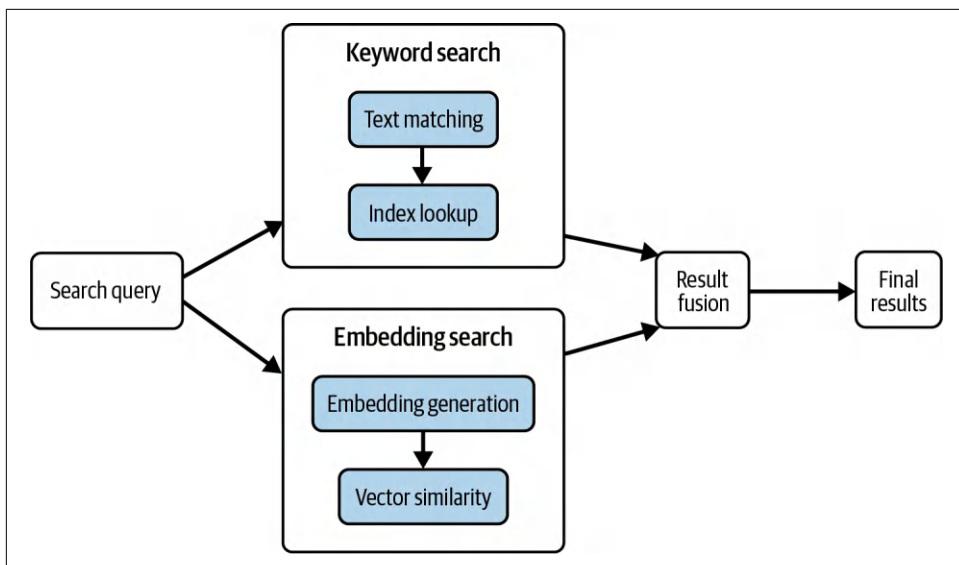 Keyword search
Text matching
Index lookup
Search query
Embedding search
Embedding generation
Vector similarity
Result
fusion
Final
results